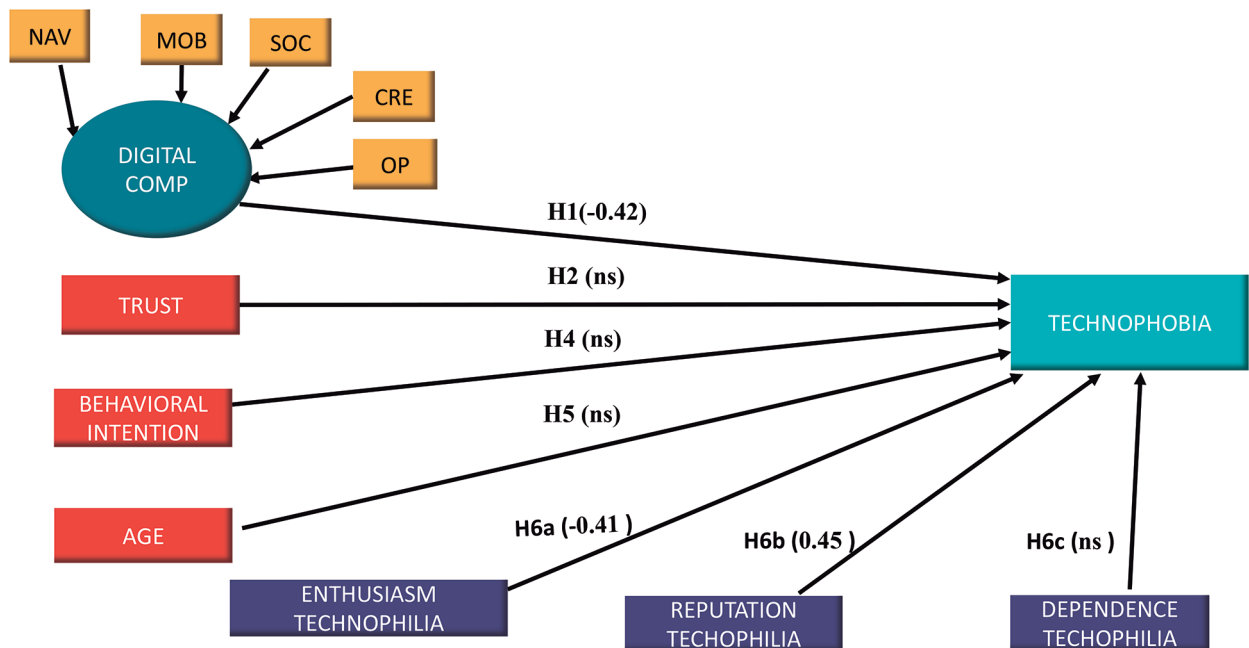 NAV
MOB
SOC
CRE
OP
DIGITAL
COMP
H1(-0.42)
H2 (ns)
TRUST
TECHNOPHOBIA
H4 (ns)
BEHAVIORAL
INTENTION
H5 (ns)
AGE
H6a (-0.41 )
H6b (0.45 )
H6c (ns )
ENTHUSIASM
TECHNOPHILIA
REPUTATION
TECHOPHILIA
DEPENDENCE
TECHOPHILIA